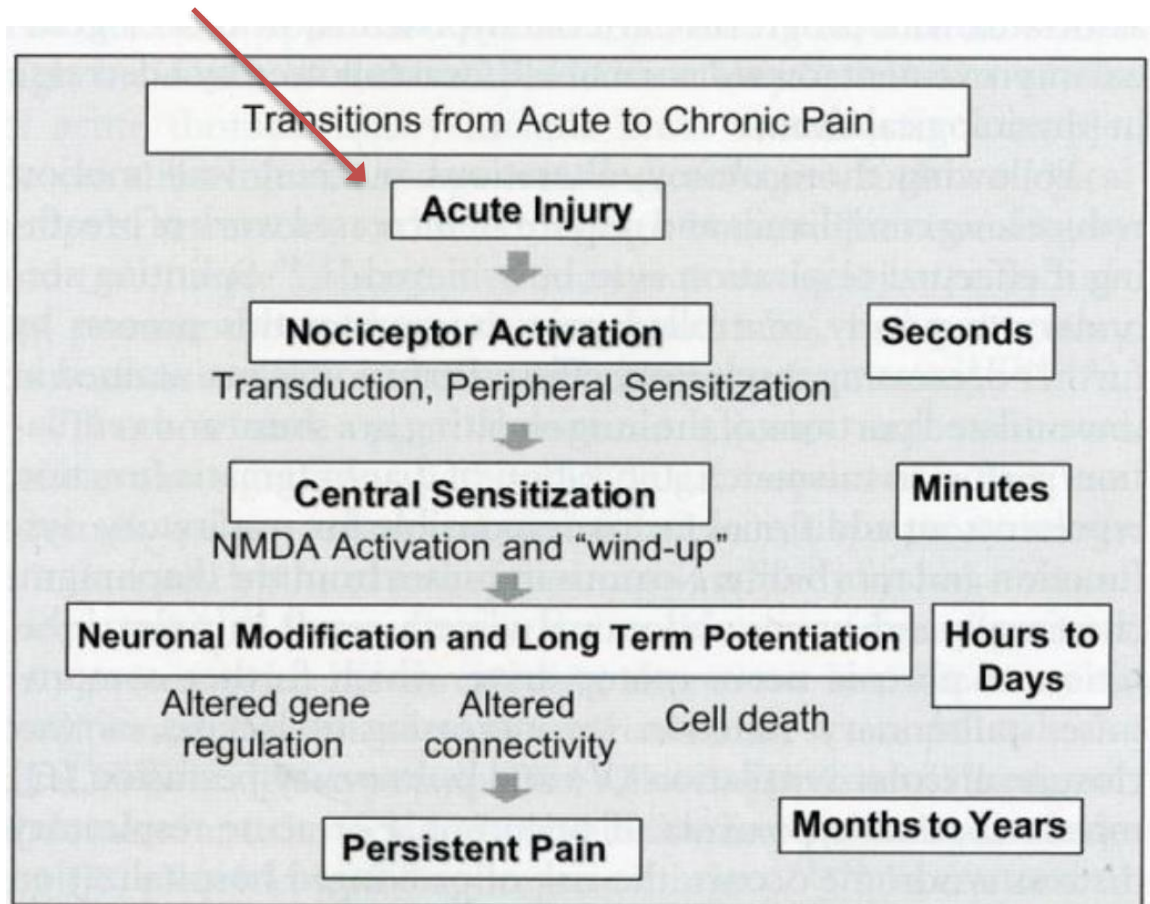 Transitions from Acute to Chronic Pain
Acute Injury
Nociceptor Activation
Seconds
Transduction, Peripheral Sensitization
Central Sensitization
Minutes
NMDA Activation and “wind-up”
Neuronal Modification and Long Term Potentiation
Hours to
Days
Altered gene
regulation
Altered
connectivity
Cell death
Persistent Pain
Months to Years